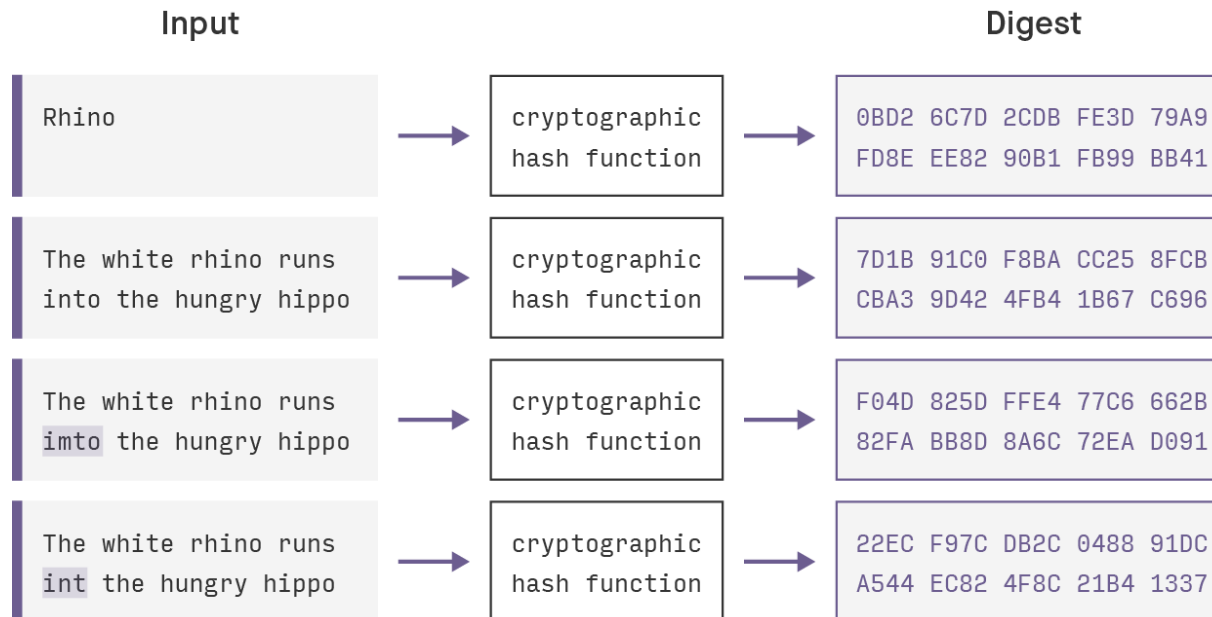 Input
Digest
Rhino
cryptographic
hash function
0BD2 6C7D 2CDB FE3D 79A9
FD8E EE82 90B1 FB99 BB41
The white rhino runs
into the hungry hippo
cryptographic
hash function
7D1B 91C0 F8BA CC25 8FCB
CBA3 9D42 4FB4 1B67 C696
The white rhino runs
imto the hungry hippo
cryptographic
hash function
F04D 825D FFE4 77C6 662B
82FA BB8D 8A6C 72EA D091
The white rhino runs
int the hungry hippo
cryptographic
hash function
22EC F97C DB2C 0488 91DC
A544 EC82 4F8C 21B4 1337